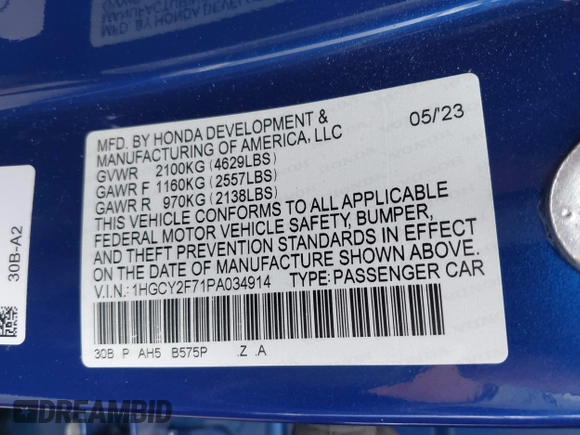 MFD. BY HONDA DEVELOPMENT & 05/'23
MANUFACTURING OF AMERICA, LLC
GVWR 2100KG (4629LBS)
GAWR F 1160KG (2557LBS)
GAWR R 970KG (2138LBS)
THIS VEHICLE CONFORMS TO ALL APPLICABLE
FEDERAL MOTOR VEHICLE SAFETY, BUMPER,
AND THEFT PREVENTION STANDARDS IN EFFECT
ON THE DATE OF MANUFACTURE SHOWN ABOVE.
V.I.N.: 1HGCY2F71PA034914 TYPE: PASSENGER CAR
30B P AH5 B575P .Z .A
30B-A2
DREAMBID